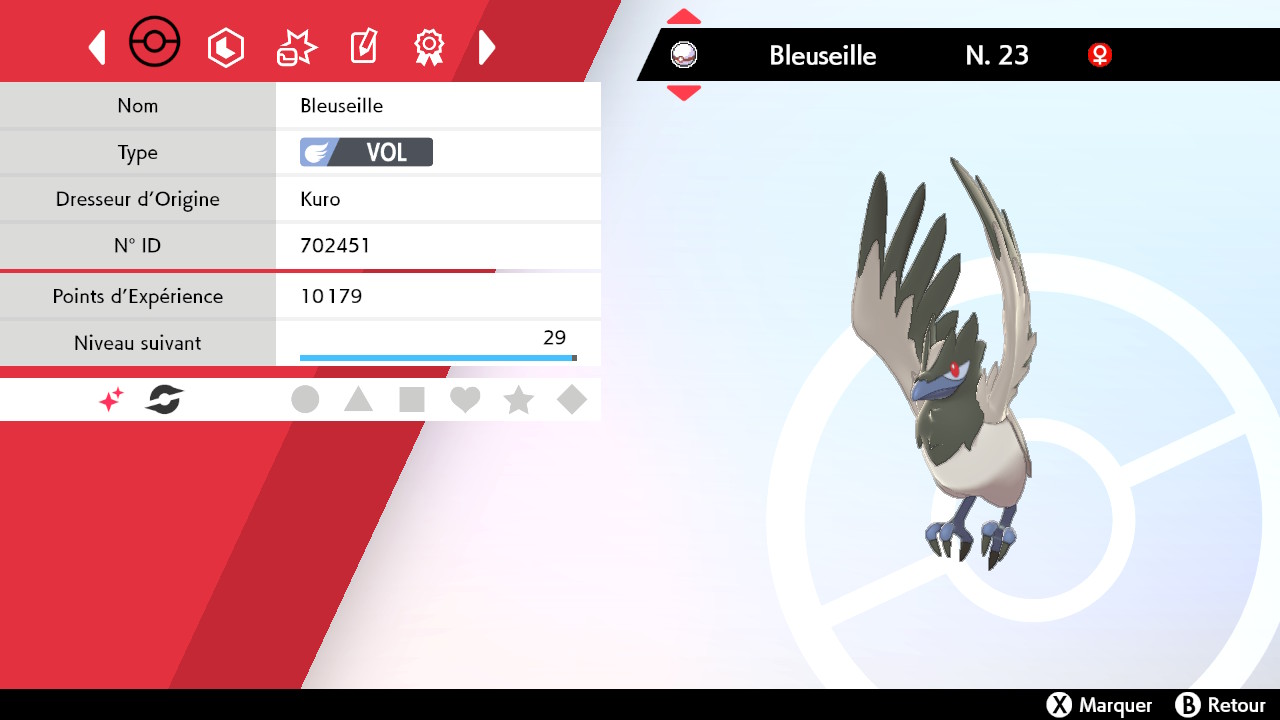 Bleuseille N. 23
Nom Bleuseille
Type VOL
Dresseur d'Origine Kuro
N° ID 702451
Points d'Expérience 10 179
Niveau suivant 29
X Marquer B Retour